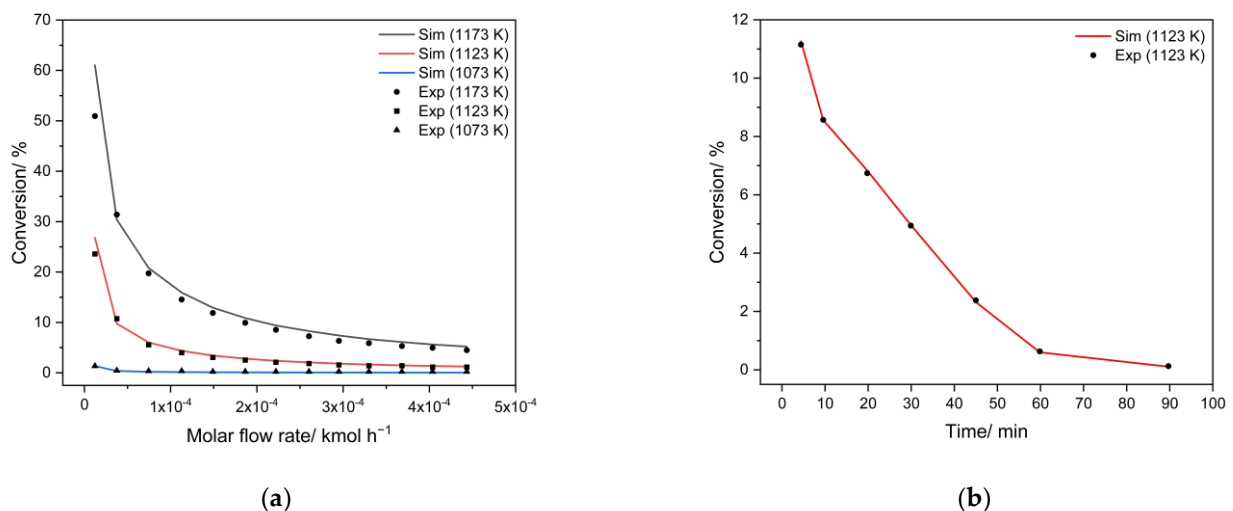 70
60
50
40
30
20
10
0
Conversion/ %
Sim (1173 K)
Sim (1123 K)
Sim (1073 K)
Exp (1173 K)
Exp (1123 K)
Exp (1073 K)
0 1x10⁻⁴ 2x10⁻⁴ 3x10⁻⁴ 4x10⁻⁴ 5x10⁻⁴
Molar flow rate/ kmol h⁻¹
(a)
12
10
8
6
4
2
0
Conversion/ %
Sim (1123 K)
Exp (1123 K)
0 10 20 30 40 50 60 70 80 90 100
Time/ min
(b)